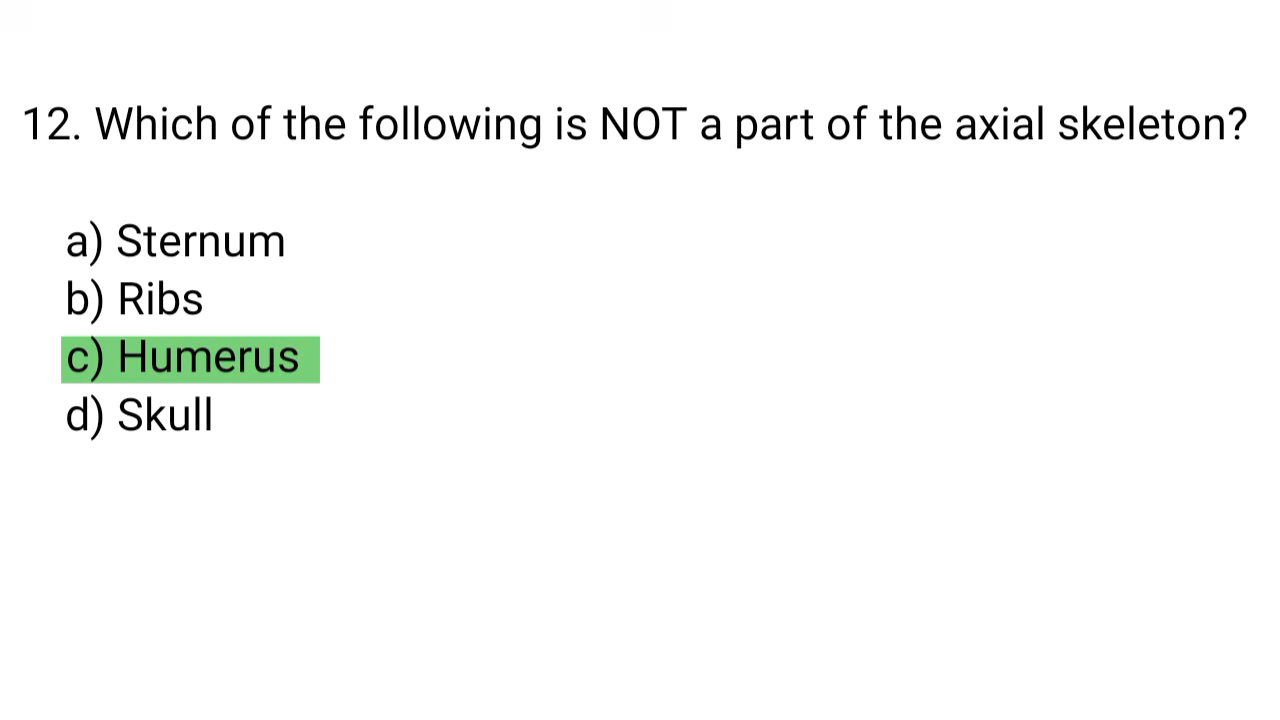 12. Which of the following is NOT a part of the axial skeleton?
a) Sternum
b) Ribs
c) Humerus
d) Skull